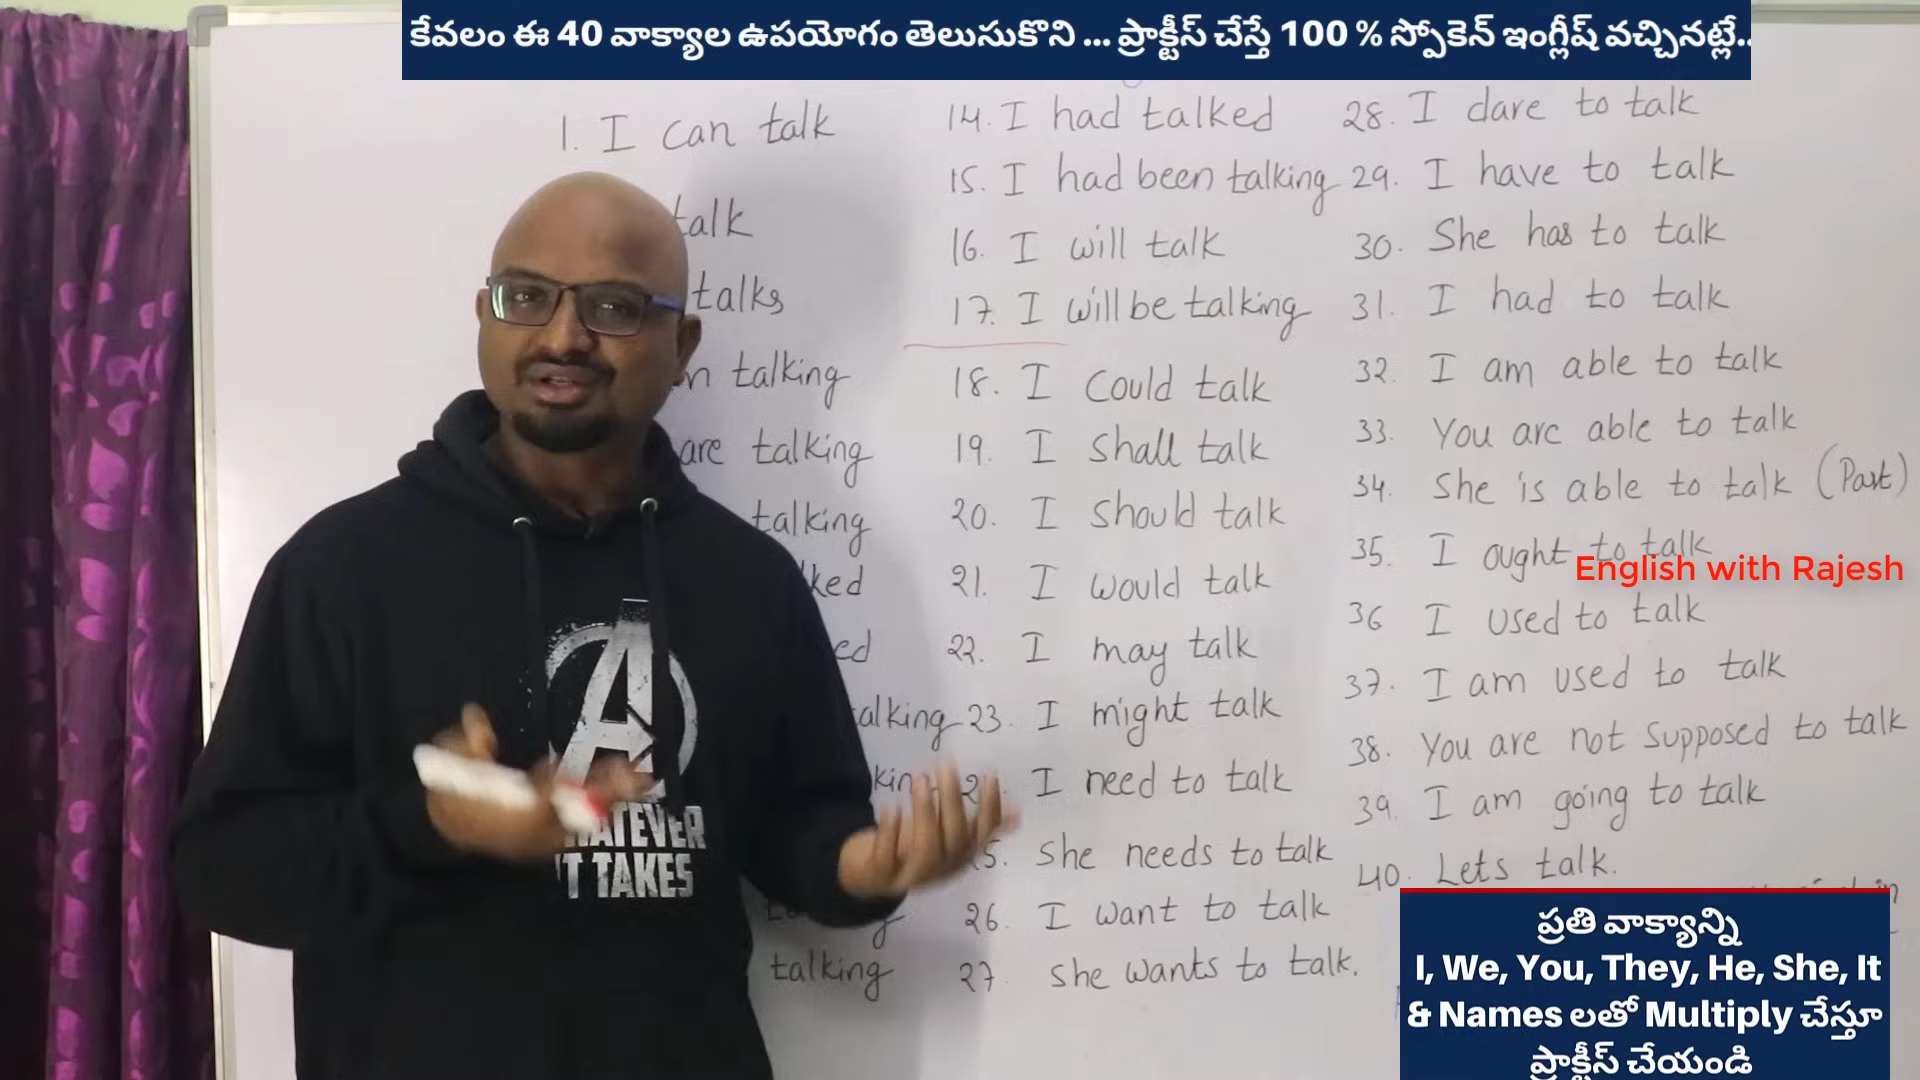 కేవలం ఈ 40 వాక్యాల ఉపయోగం తెలుసుకొని ... ప్రాక్టీస్ చేస్తే 100 % స్పోకెన్ ఇంగ్లీష్ వచ్చినట్లే..
1. I can talk
talk
talks
talking
are talking
talking
talking
talking
14. I had talked
15. I had been talking
16. I will talk
17. I will be talking
18. I Could talk
19. I Shall talk
20. I Should talk
21. I would talk
22. I may talk
23. I might talk
I need to talk
She needs to talk
26. I want to talk
27 She wants to talk.
28. I dare to talk
29. I have to talk
30. She has to talk
31. I had to talk
32. I am able to talk
33. You are able to talk
34. She is able to talk (Past)
35. I ought to talk
36 I used to talk
37. I am used to talk
38. You are not Supposed to talk
39. I am going to talk
40. Lets talk.
English with Rajesh
WHATEVER
IT TAKES
ప్రతి వాక్యాన్ని
I, We, You, They, He, She, It
& Names లతో Multiply చేస్తూ
ప్రాక్టీస్ చేయండి